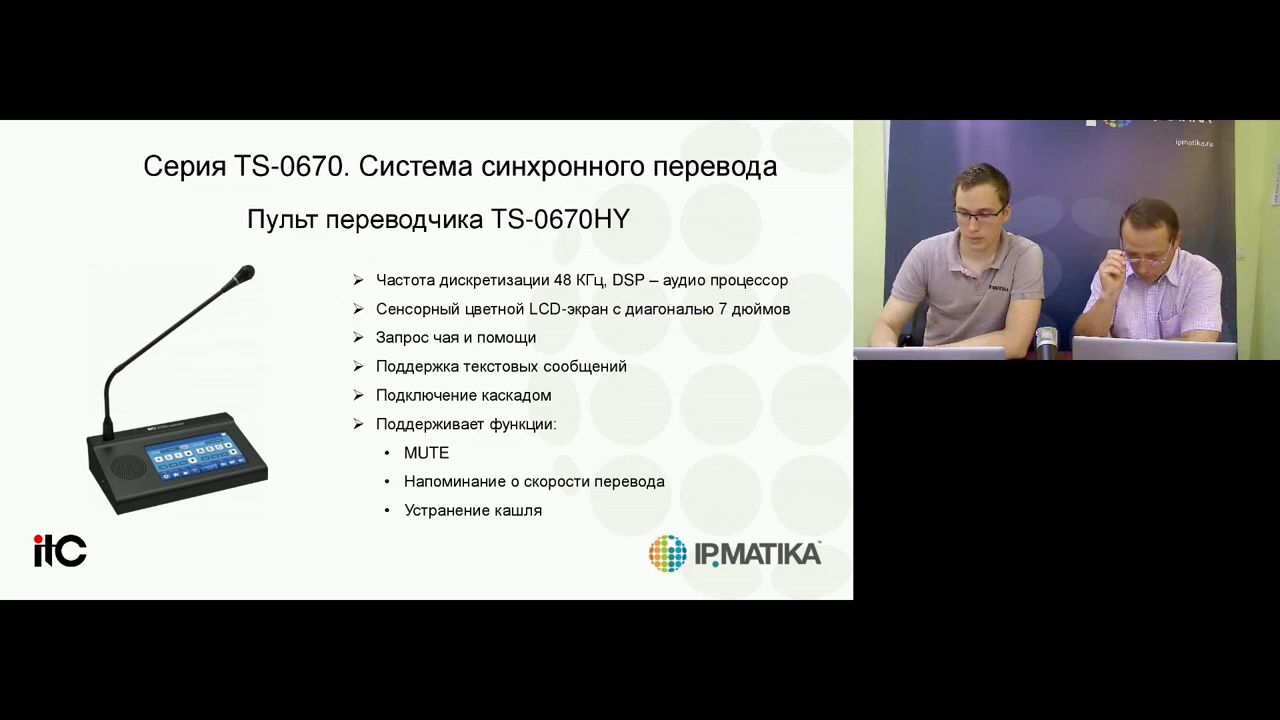 Серия TS-0670. Система синхронного перевода
Пульт переводчика TS-0670HY
Частота дискретизации 48 КГц, DSP – аудио процессор
Сенсорный цветной LCD-экран с диагональю 7 дюймов
Запрос чая и помощи
Поддержка текстовых сообщений
Подключение каскадом
Поддерживает функции:
MUTE
Напоминание о скорости перевода
Устранение кашля
itC
IPMATIKA
ipmatika.ru